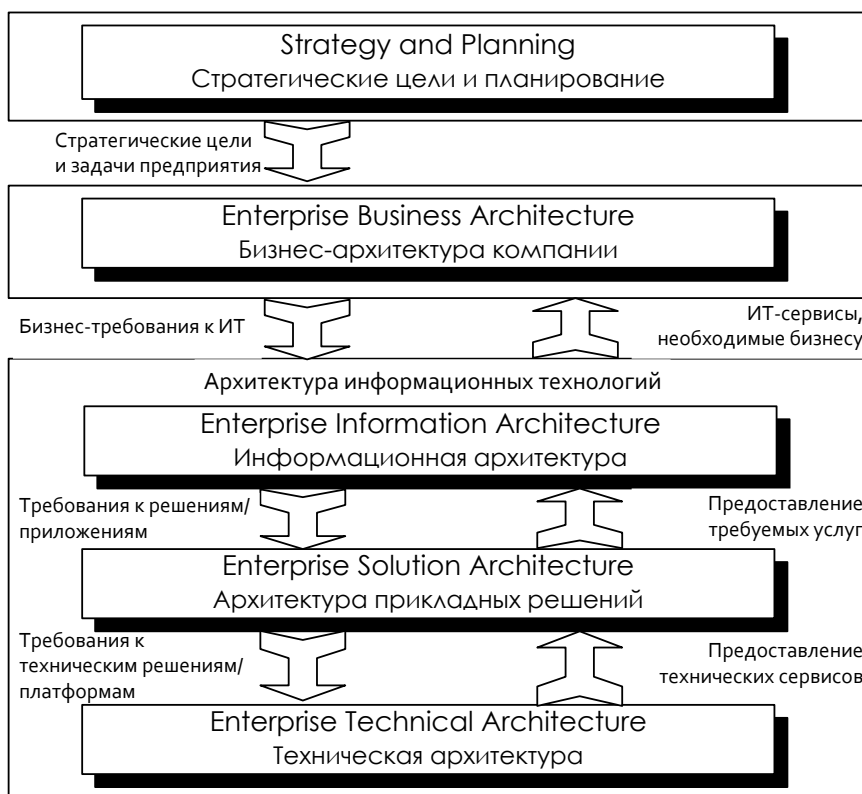 Strategy and Planning
Стратегические цели и планирование
Стратегические цели
и задачи предприятия
Enterprise Business Architecture
Бизнес-архитектура компании
Бизнес-требования к ИТ
ИТ-сервисы,
необходимые бизнесу
Архитектура информационных технологий
Enterprise Information Architecture
Информационная архитектура
Требования к решениям/
приложениям
Предоставление
требуемых услуг
Enterprise Solution Architecture
Архитектура прикладных решений
Требования к
техническим решениям/
платформам
Предоставление
технических сервисов
Enterprise Technical Architecture
Техническая архитектура